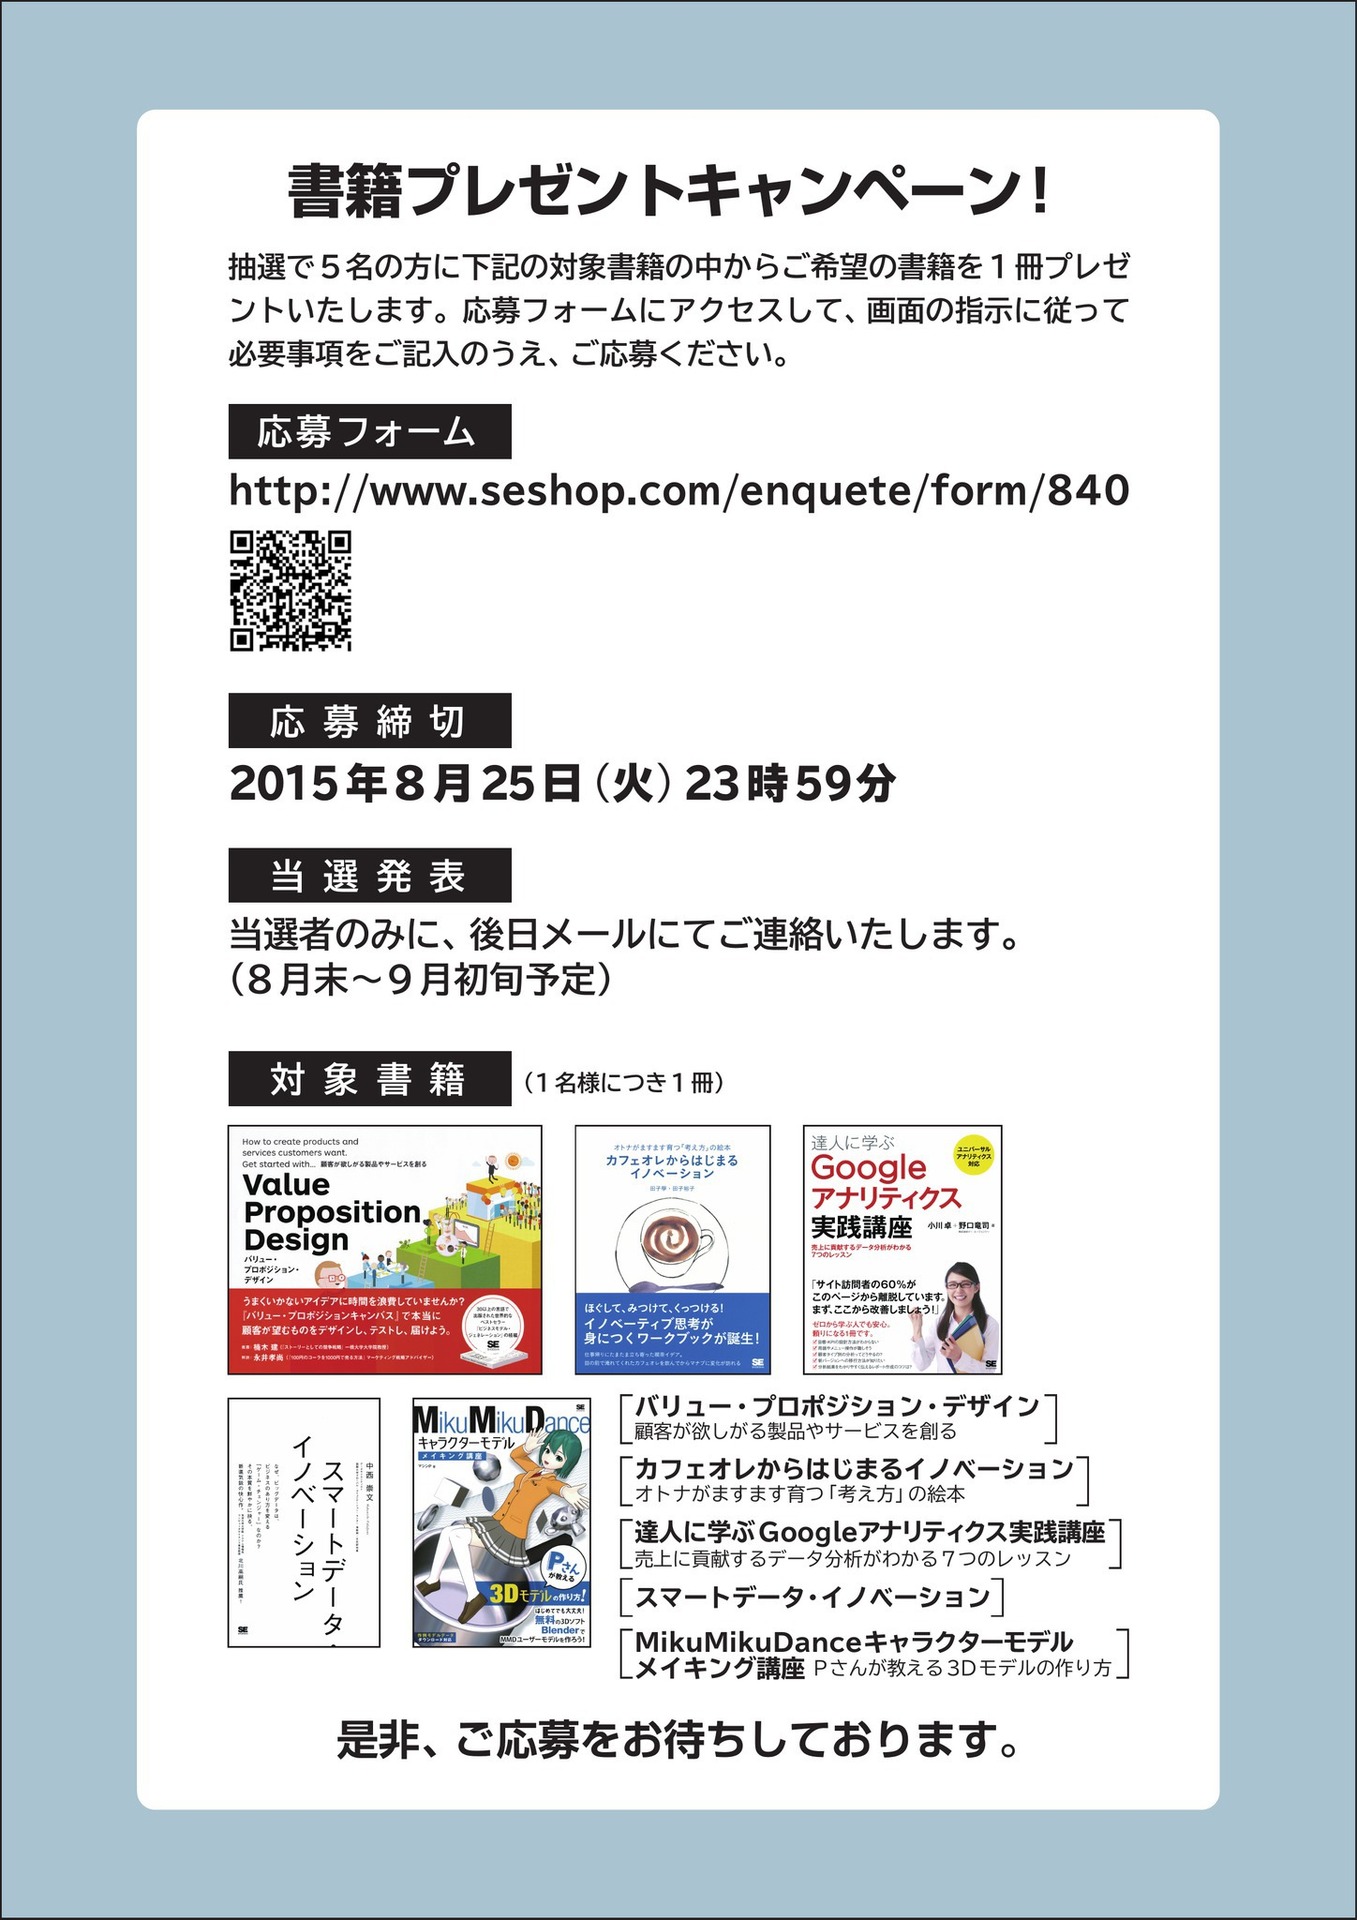 書籍プレゼントキャンペーン！
抽選で５名の方に下記の対象書籍の中からご希望の書籍を１冊プレゼ
ントいたします。応募フォームにアクセスして、画面の指示に従って
必要事項をご記入のうえ、ご応募ください。
応募フォーム
http://www.seshop.com/enquete/form/840
応募締切
2015年8月25日（火）23時59分
当選発表
当選者のみに、後日メールにてご連絡いたします。
（８月末〜９月初旬予定）
対象書籍
（１名様につき１冊）
How to create products and
services customers want.
Get started with... 顧客が欲しがる製品やサービスを創る
Value
Proposition
Design
バリュー・
プロポジション・
デザイン
うまくいかないアイデアに時間を浪費していませんか？
『バリュー・プロポジションキャンバス』で本当に
顧客が望むものをデザインし、テストし、届けよう。
SE
オトナがますます育つ「考え方」の絵本
カフェオレからはじまる
イノベーション
田子學・田子裕子
ほぐして、みつけて、くっつける！
イノベーティブ思考が
身につくワークブックが誕生！
SE
達人に学ぶ
Google
アナリティクス
実践講座
ユニバーサル
アナリティクス
対応
小川 卓・野口竜司
売上に貢献するデータ分析がわかる
7つのレッスン
「サイト訪問者の60％が
このページから離脱しています。
まず、ここから改善しましょう！」
ゼロから学ぶ人でも安心。
頼りになる1冊です。
SE
スマートデータ・
イノベーション
中西 崇文
SE
SE
MikuMikuDance
キャラクターモデル
メイキング講座
Pさん
が教える
3Dモデルの作り方！
はじめてでも大丈夫！
無料の3Dソフト
Blenderで
MMDユーザーモデルを作ろう！
［バリュー・プロポジション・デザイン
顧客が欲しがる製品やサービスを創る］
［カフェオレからはじまるイノベーション
オトナがますます育つ「考え方」の絵本］
［達人に学ぶGoogleアナリティクス実践講座
売上に貢献するデータ分析がわかる７つのレッスン］
［スマートデータ・イノベーション］
［MikuMikuDanceキャラクターモデル
メイキング講座 Ｐさんが教える３Dモデルの作り方］
是非、ご応募をお待ちしております。